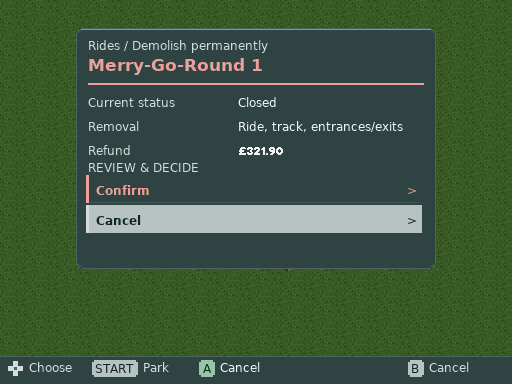 Rides / Demolish permanently
Merry-Go-Round 1
Current status Closed
Removal Ride, track, entrances/exits
Refund £321.90
REVIEW & DECIDE
Confirm >
Cancel >
Choose START Park A Cancel B Cancel